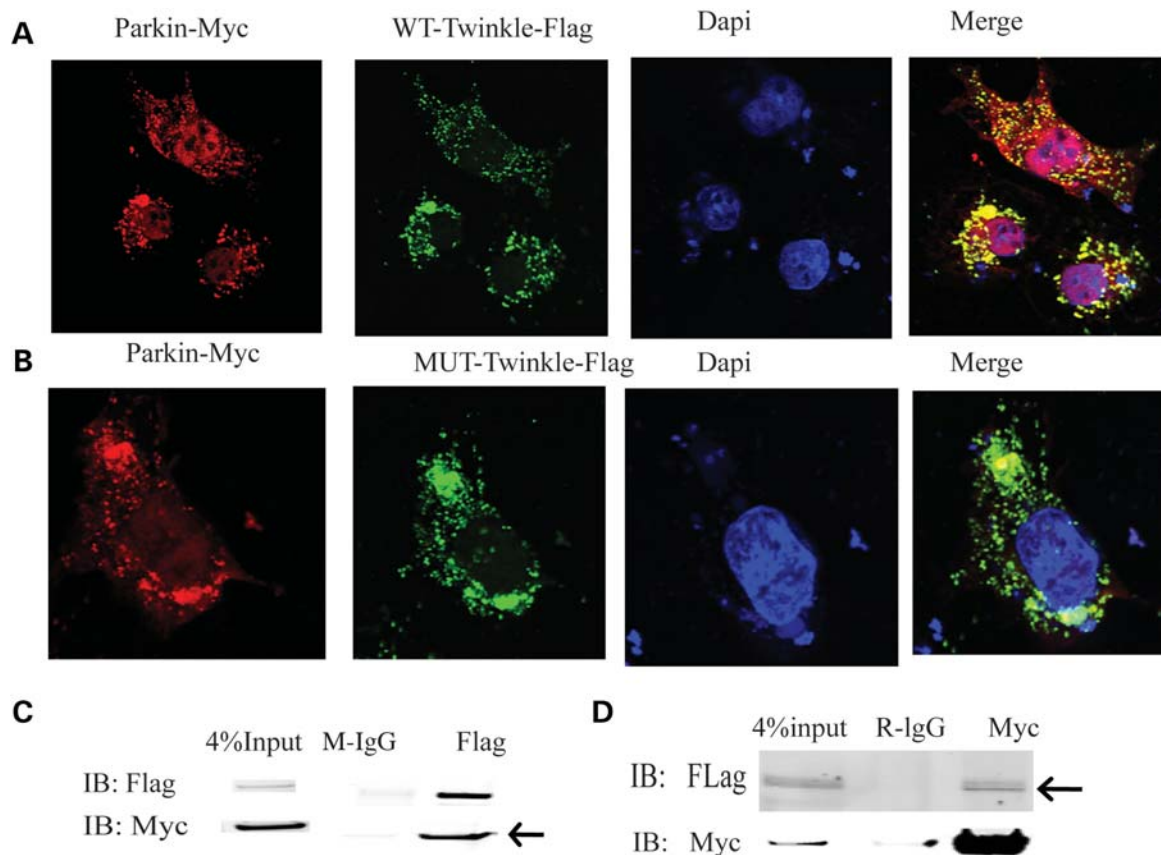 A Parkin-Myc WT-Twinkle-Flag Dapi Merge
B Parkin-Myc MUT-Twinkle-Flag Dapi Merge
C
4%Input M-IgG Flag
IB: Flag
IB: Myc
D
4%input R-lgG Myc
IB: FLag
IB: Myc